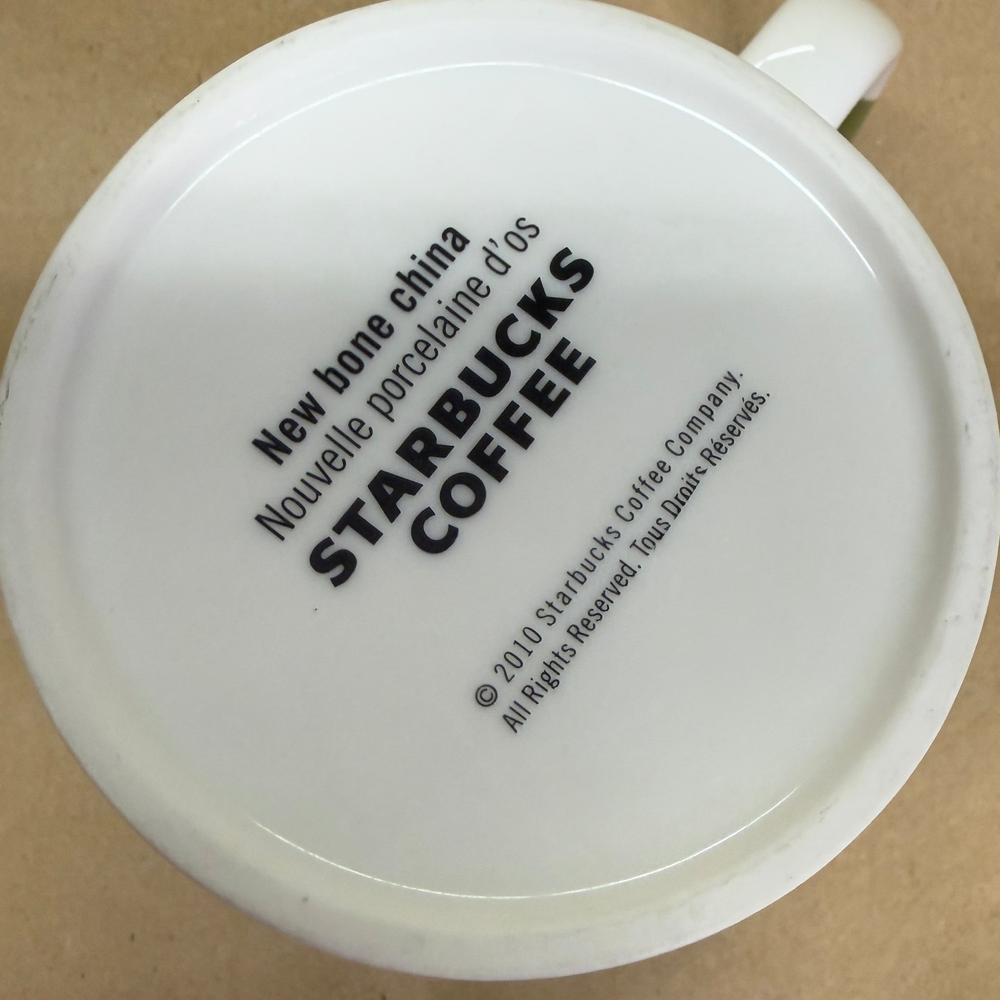 New bone china
Nouvelle porcelaine d'os
STARBUCKS
COFFEE
© 2010 Starbucks Coffee Company.
All Rights Reserved. Tous Droits Réservés.